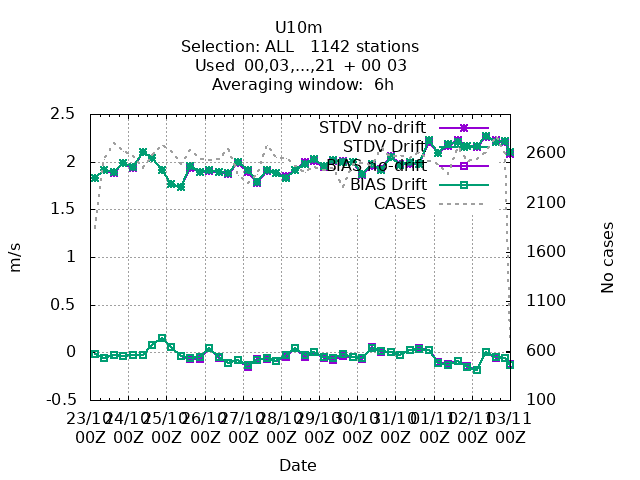 U10m
Selection: ALL   1142 stations
Used  00,03,...,21  + 00 03
Averaging window:  6h
STDV no-drift
STDV Drift
BIAS no-drift
BIAS Drift
CASES
2.5
2
1.5
1
0.5
0
-0.5
m/s
2600
2100
1600
1100
600
100
No cases
23/10 24/10 25/10 26/10 27/10 28/10 29/10 30/10 31/10 01/11 02/11 03/11
00Z 00Z 00Z 00Z 00Z 00Z 00Z 00Z 00Z 00Z 00Z 00Z
Date